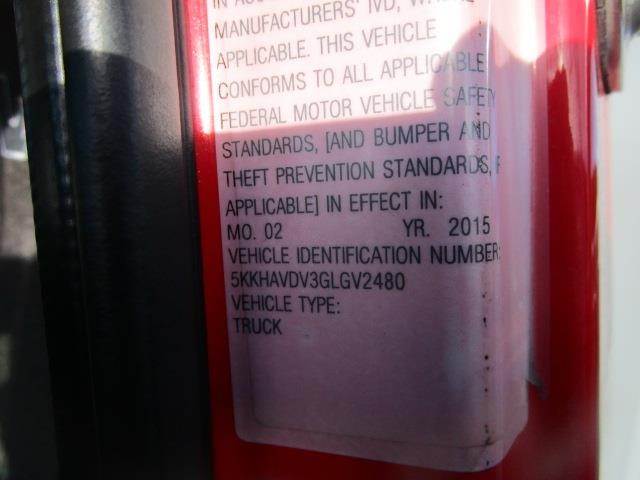 MANUFACTURERS' IVD,
APPLICABLE. THIS VEHICLE
CONFORMS TO ALL APPLICABLE
FEDERAL MOTOR VEHICLE SAFETY
STANDARDS, [AND BUMPER AND
THEFT PREVENTION STANDARDS,
APPLICABLE] IN EFFECT IN:
MO. 02 YR. 2015
VEHICLE IDENTIFICATION NUMBER:
5KKHAVDV3GLGV2480
VEHICLE TYPE:
TRUCK